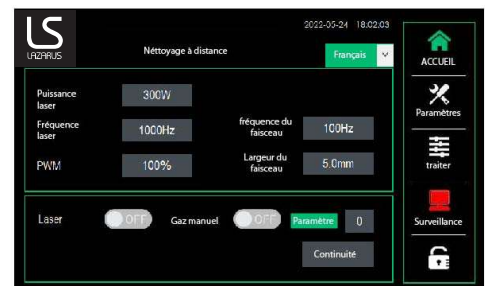 LS
LAZARUS
2022-05-24 18:02:03
Néttoyage à distance
Français
Puissance laser
300W
Fréquence laser
1000Hz
fréquence du faisceau
100Hz
PWM
100%
Largeur du faisceau
5.0mm
Laser
OFF
Gaz manuel
OFF
Paramètre
0
Continuité
ACCUEIL
Paramètres
traiter
Surveillance